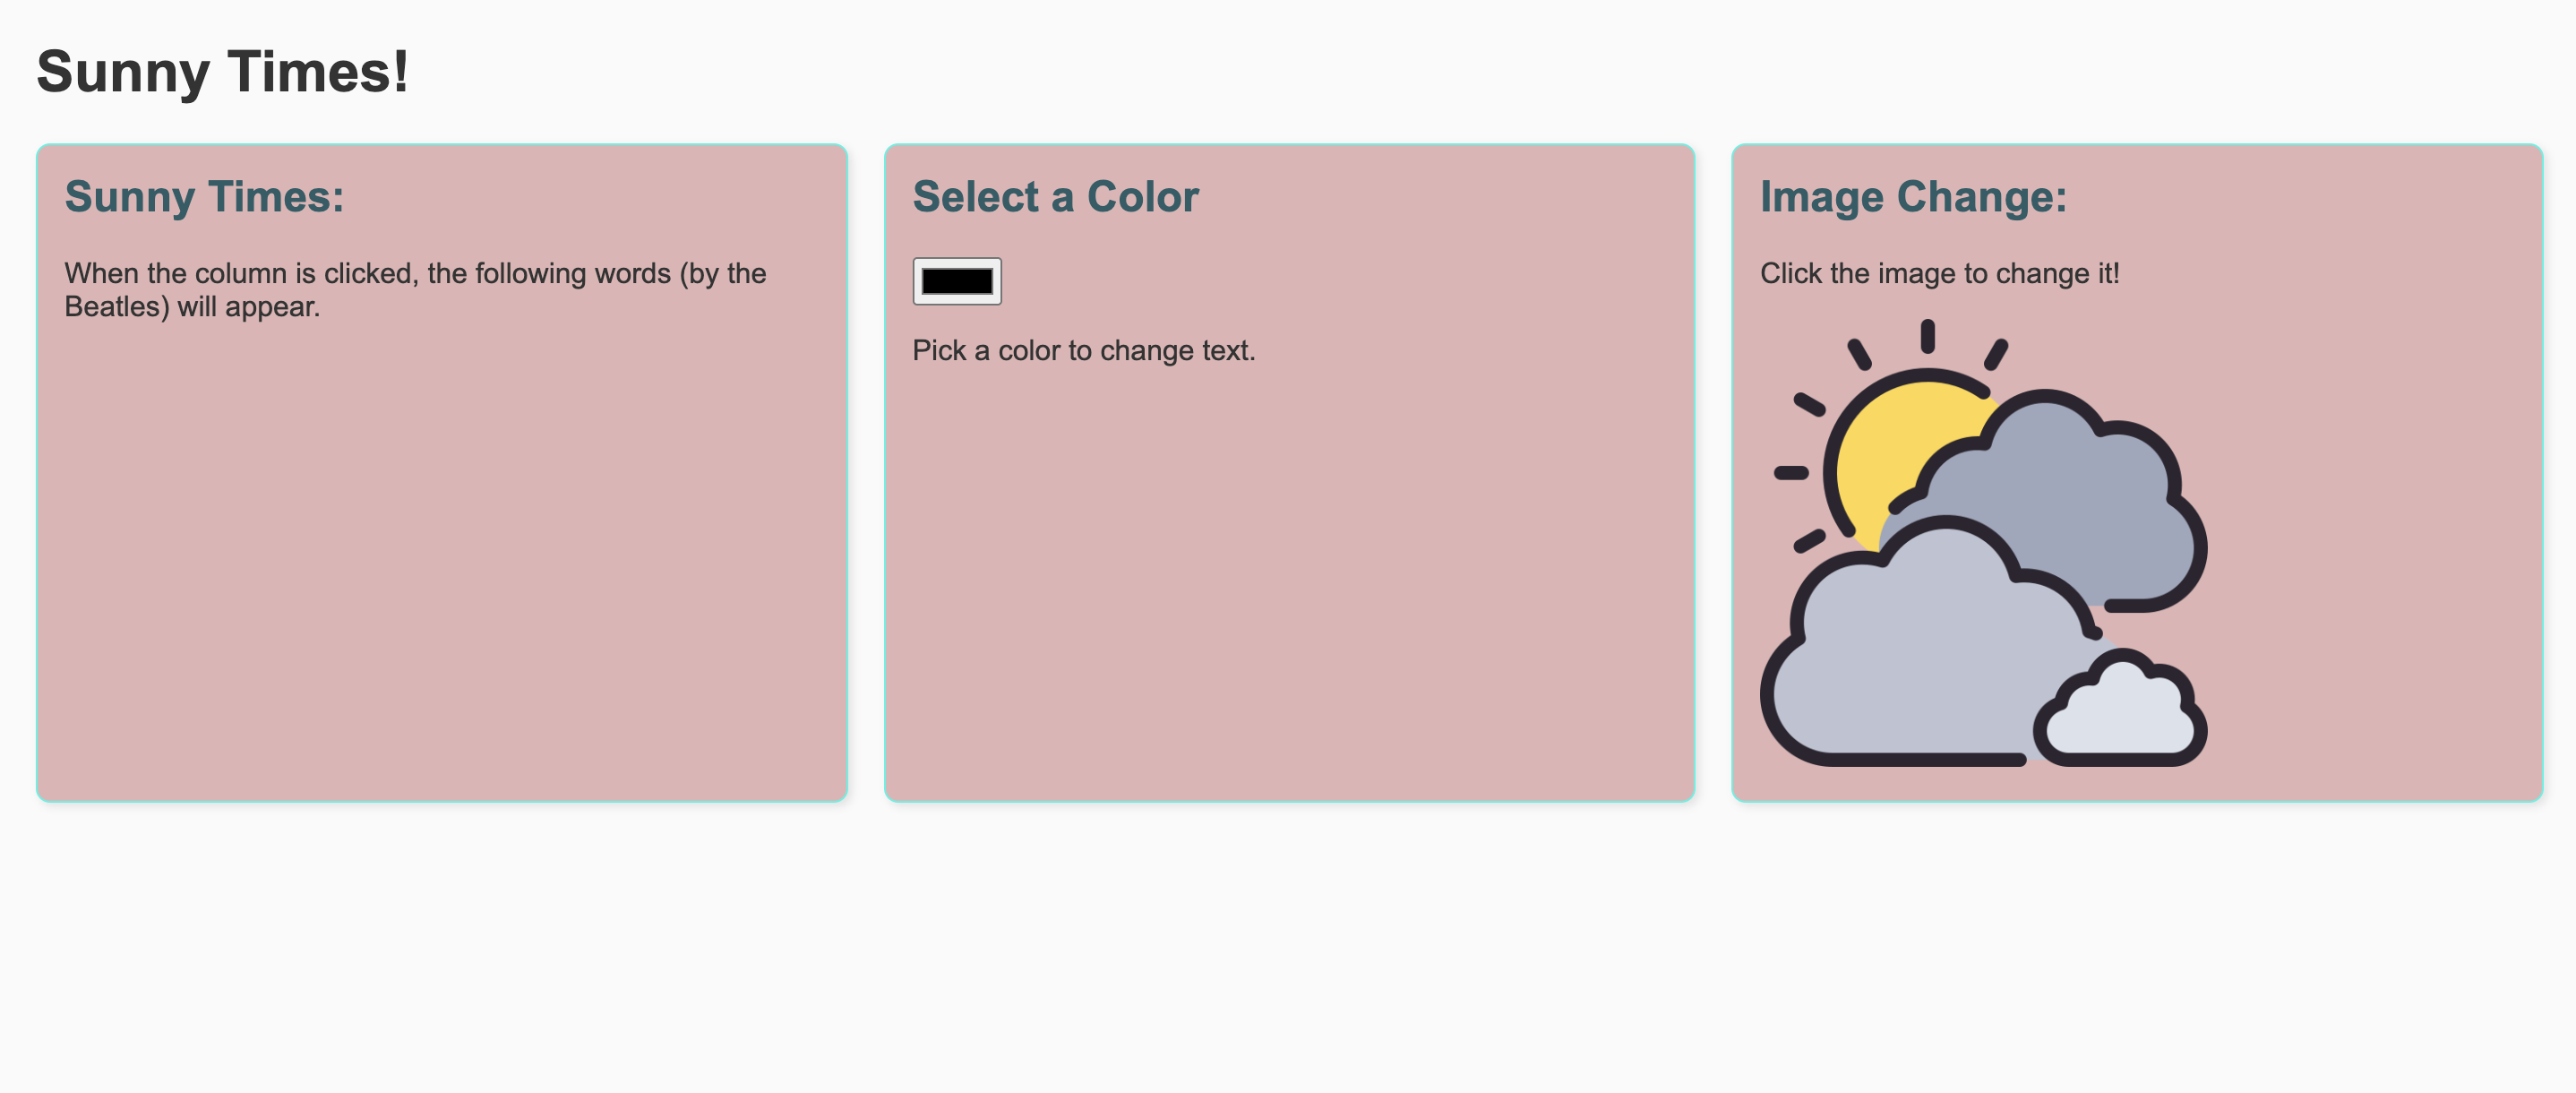 Sunny Times!
Sunny Times:
When the column is clicked, the following words (by the
Beatles) will appear.
Select a Color
Pick a color to change text.
Image Change:
Click the image to change it!